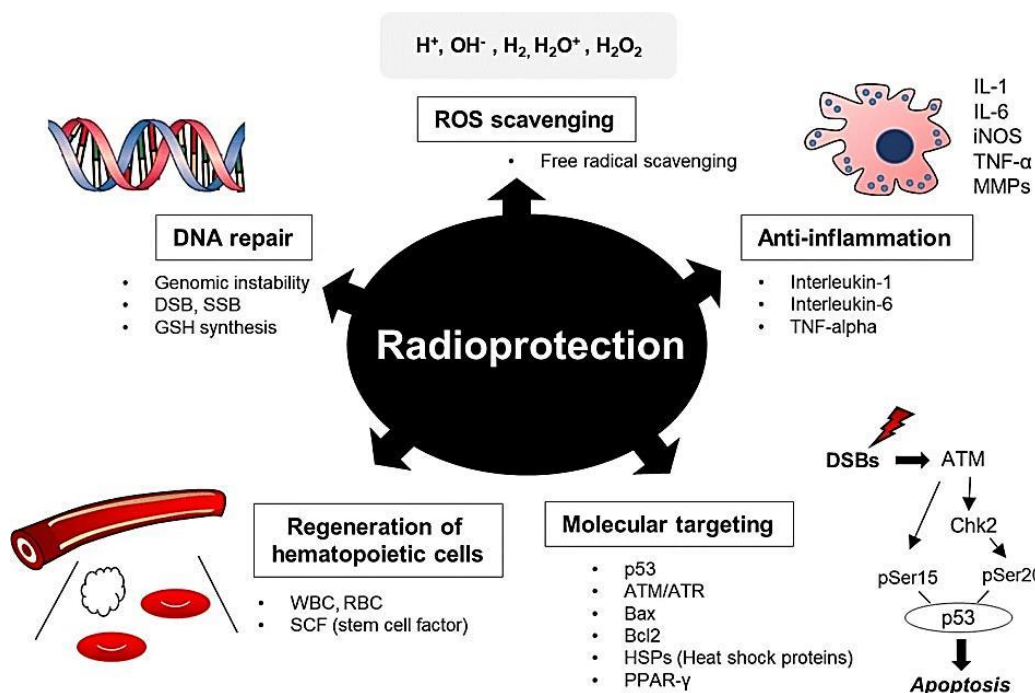 H⁺, OH⁻ , H₂, H₂O⁺ , H₂O₂
ROS scavenging
• Free radical scavenging
IL-1
IL-6
iNOS
TNF-α
MMPs
DNA repair
• Genomic instability
• DSB, SSB
• GSH synthesis
Anti-inflammation
• Interleukin-1
• Interleukin-6
• TNF-alpha
Radioprotection
Regeneration of
hematopoietic cells
• WBC, RBC
• SCF (stem cell factor)
Molecular targeting
• p53
• ATM/ATR
• Bax
• Bcl2
• HSPs (Heat shock proteins)
• PPAR-γ
DSBs
ATM
Chk2
pSer15
pSer20
p53
Apoptosis